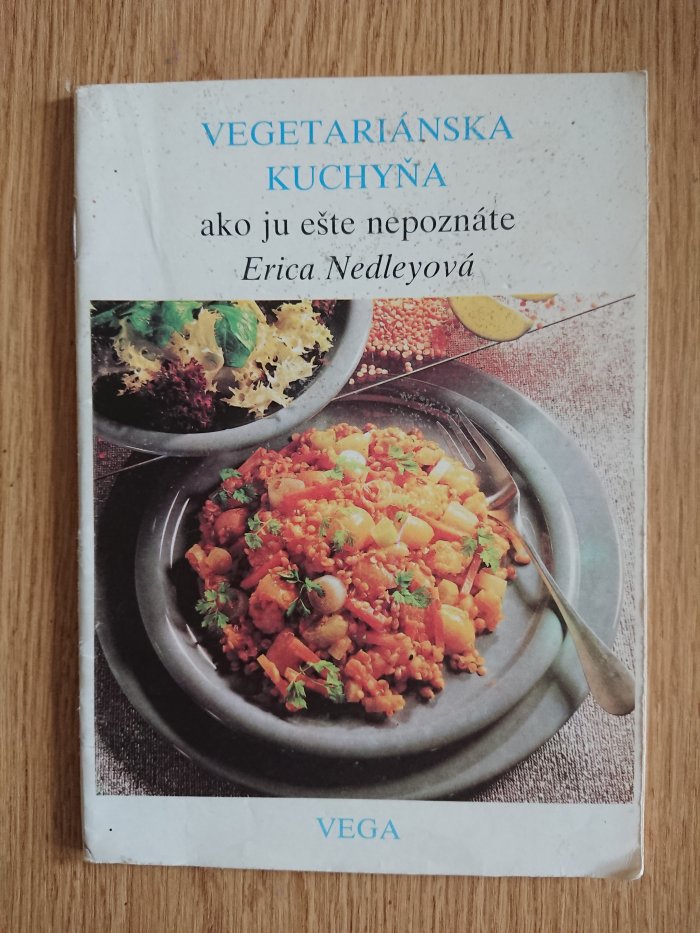 VEGETARIÁNSKA
KUCHYŇA
ako ju ešte nepoznáte
Erica Nedleyová
VEGA